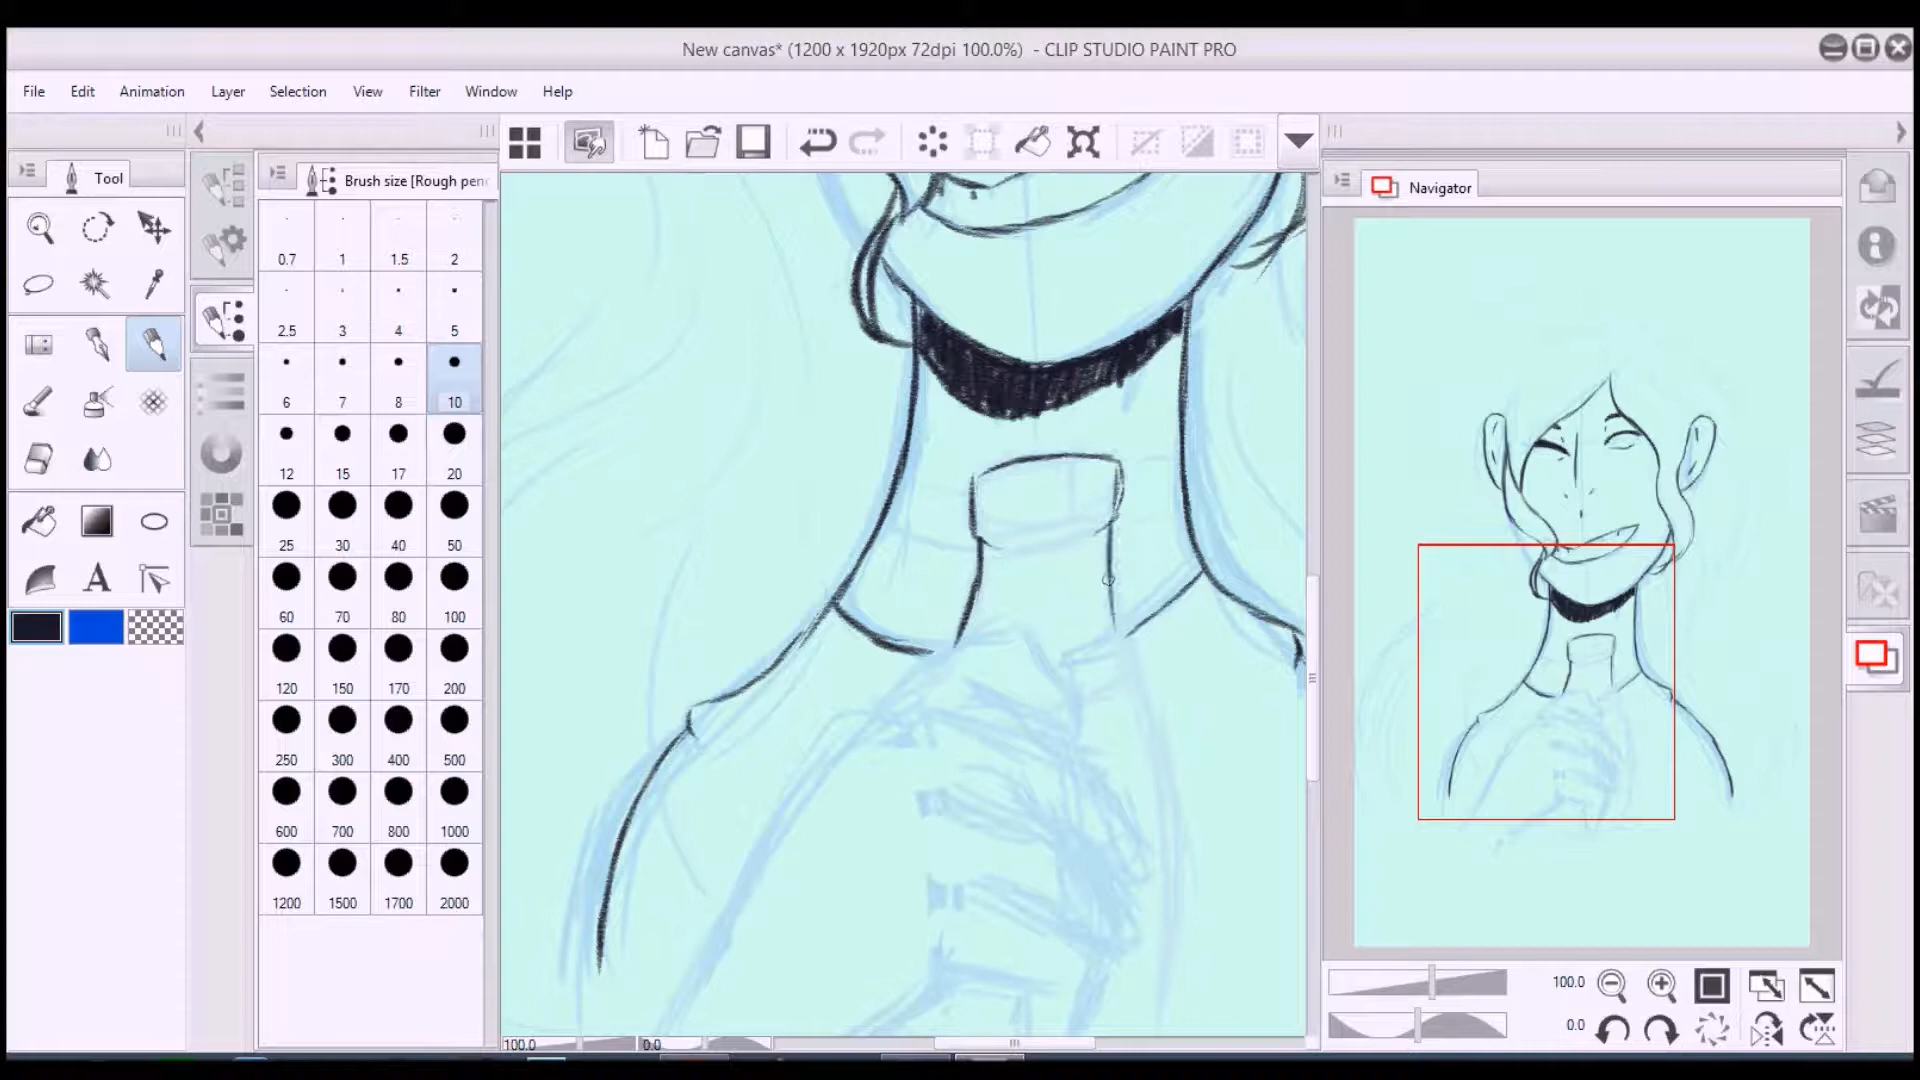 New canvas* (1200 x 1920px 72dpi 100.0%) - CLIP STUDIO PAINT PRO
File Edit Animation Layer Selection View Filter Window Help
Tool
Brush size [Rough pen
Navigator
0.7 1 1.5 2
2.5 3 4 5
6 7 8 10
12 15 17 20
25 30 40 50
60 70 80 100
120 150 170 200
250 300 400 500
600 700 800 1000
1200 1500 1700 2000
A
100.0
0.0
100.0 0.0